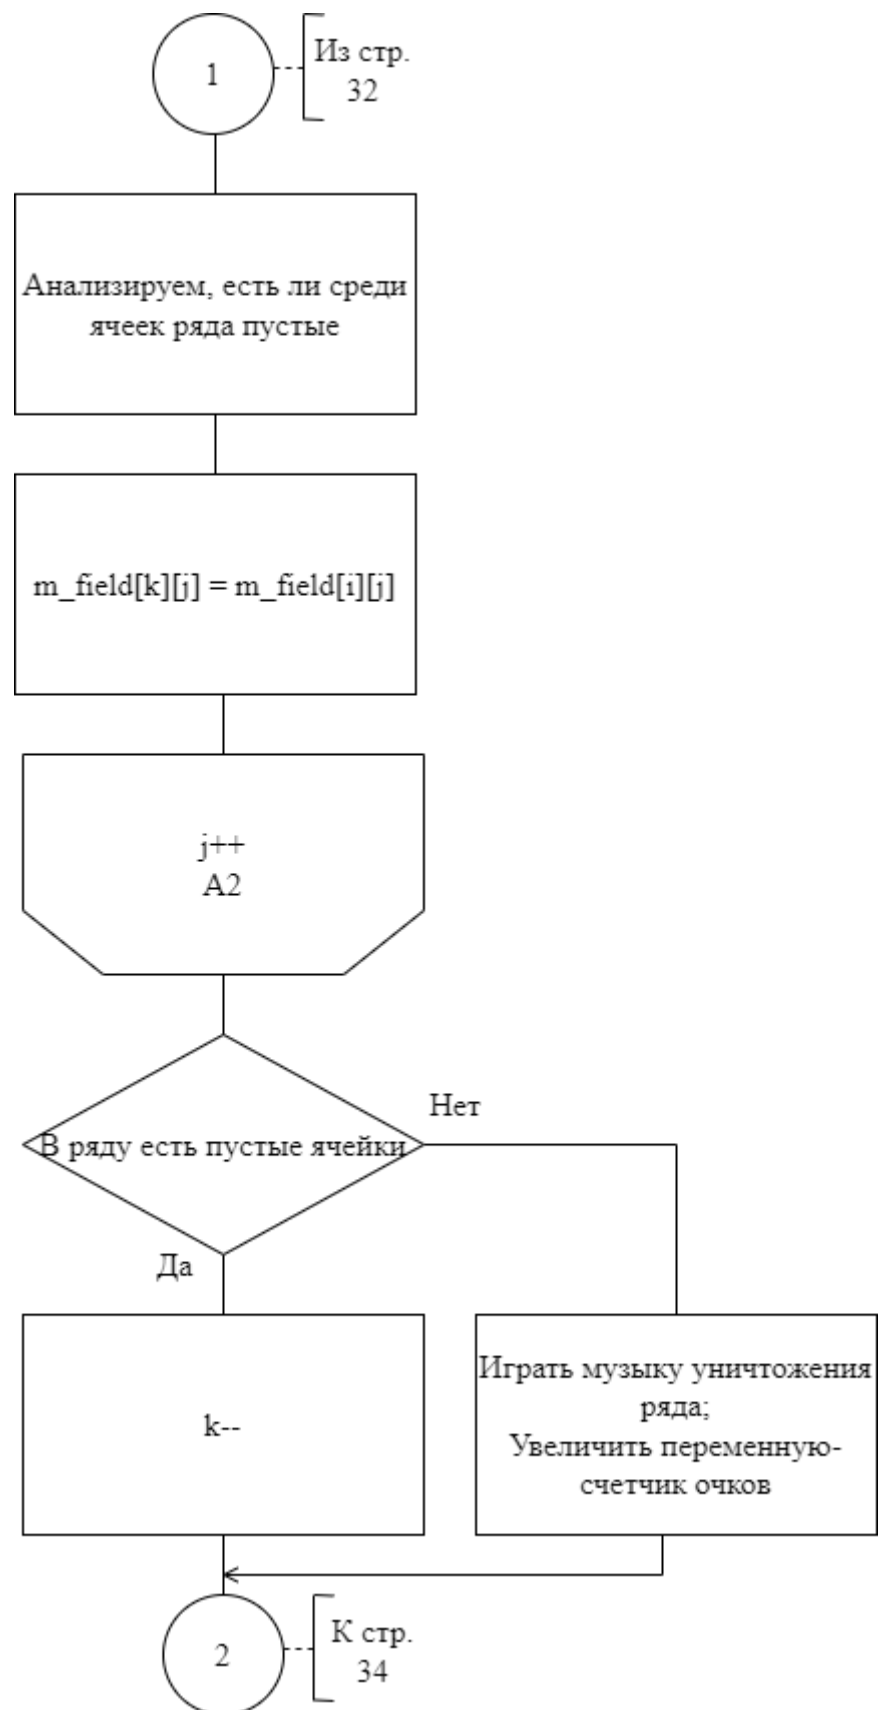 1
Из стр.
32
Анализируем, есть ли среди
ячеек ряда пустые
m_field[k][j] = m_field[i][j]
j++
A2
В ряду есть пустые ячейки
Нет
Да
k--
Играть музыку уничтожения
ряда;
Увеличить переменную-
счетчик очков
2
К стр.
34